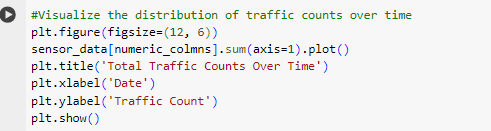 #Visualize the distribution of traffic counts over time
plt.figure(figsize=(12, 6))
sensor_data[numeric_colmns].sum(axis=1).plot()
plt.title('Total Traffic Counts Over Time')
plt.xlabel('Date')
plt.ylabel('Traffic Count')
plt.show()